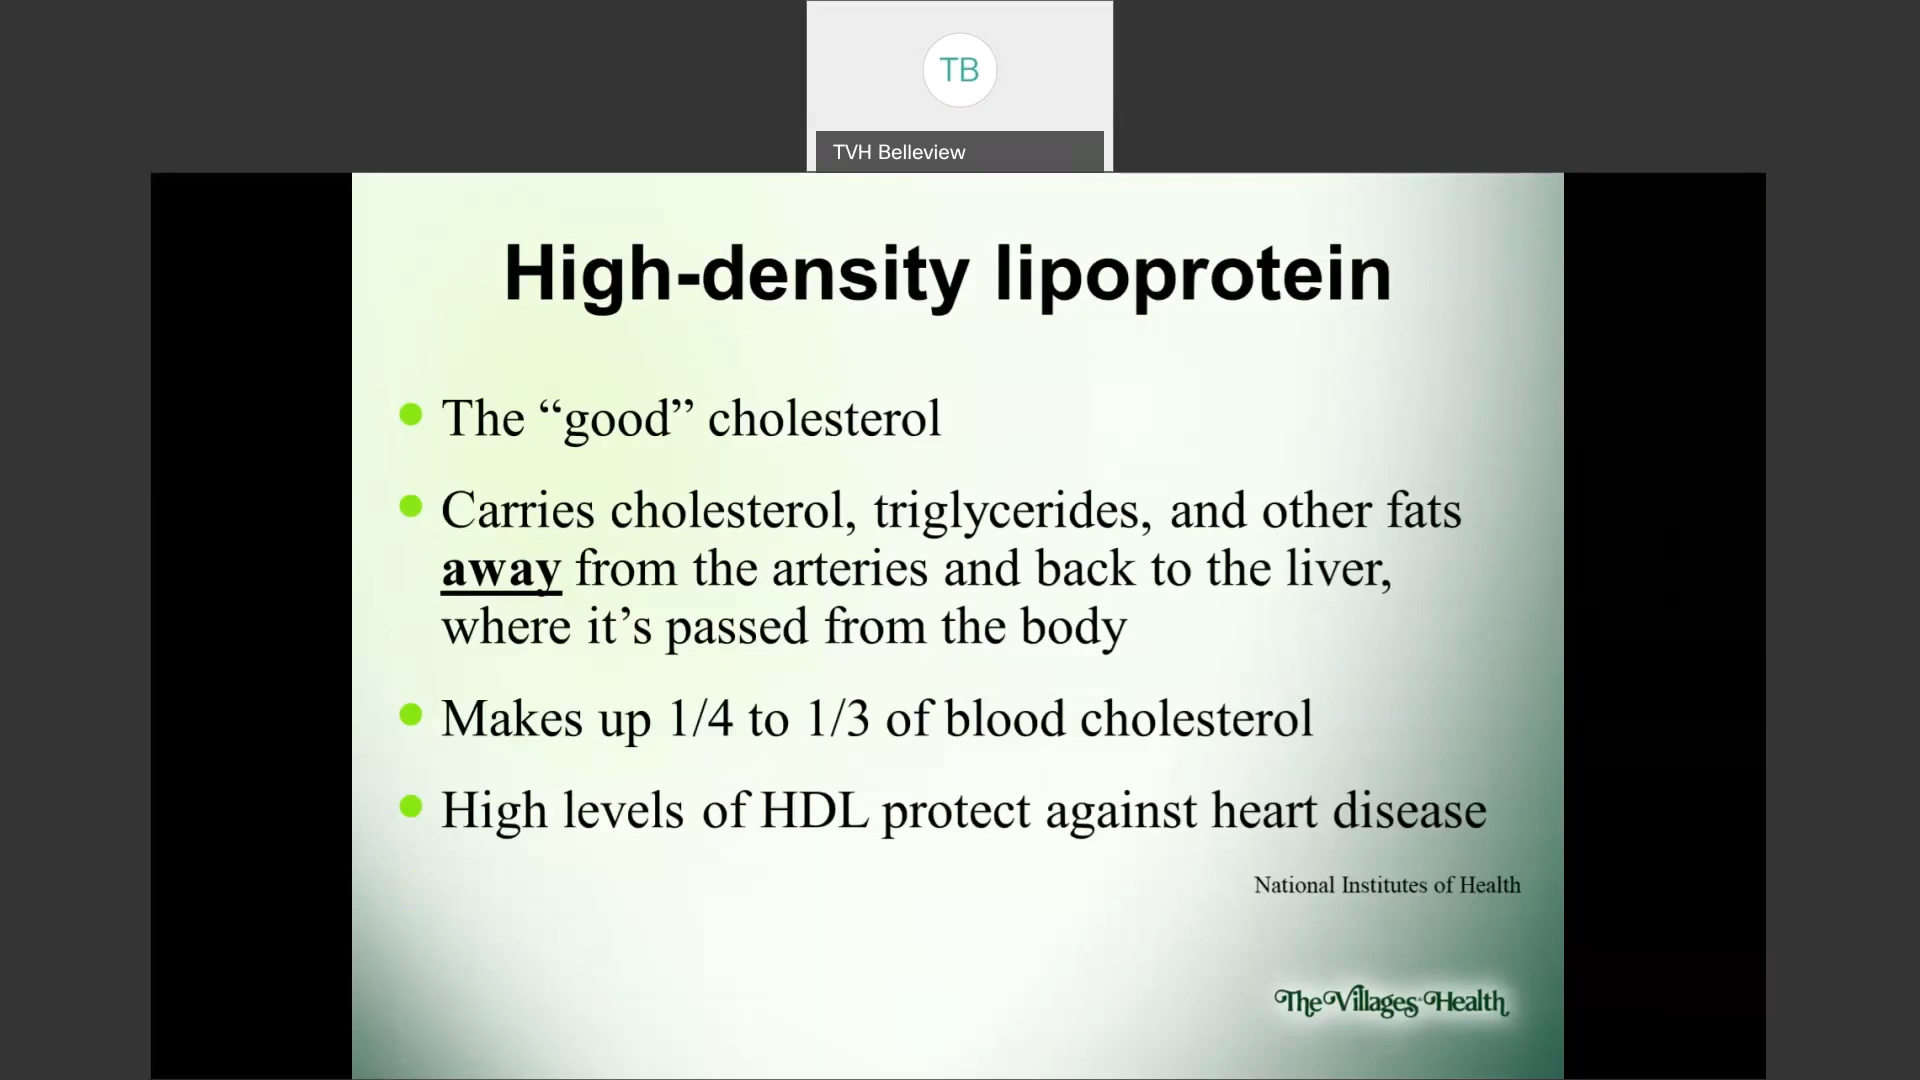 TB
TVH Belleview
High-density lipoprotein
The “good” cholesterol
Carries cholesterol, triglycerides, and other fats
away from the arteries and back to the liver,
where it’s passed from the body
Makes up 1/4 to 1/3 of blood cholesterol
High levels of HDL protect against heart disease
National Institutes of Health
The Villages Health